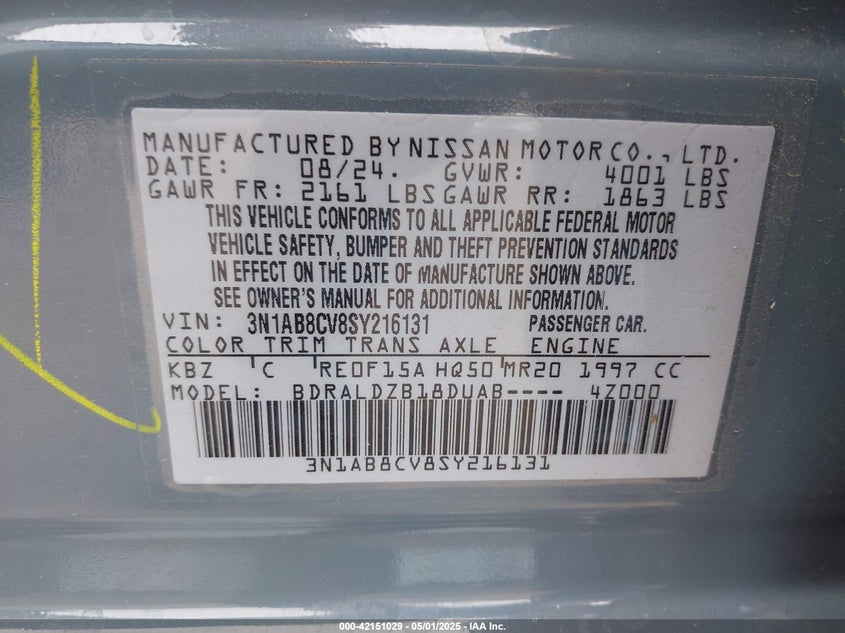 MANUFACTURED BY NISSAN MOTOR CO., LTD.
DATE: 08/24. GVWR: 4001 LBS
GAWR FR: 2161 LBS GAWR RR: 1863 LBS
THIS VEHICLE CONFORMS TO ALL APPLICABLE FEDERAL MOTOR
VEHICLE SAFETY, BUMPER AND THEFT PREVENTION STANDARDS
IN EFFECT ON THE DATE OF MANUFACTURE SHOWN ABOVE.
SEE OWNER'S MANUAL FOR ADDITIONAL INFORMATION.
VIN: 3N1AB8CV8SY216131 PASSENGER CAR.
COLOR TRIM TRANS AXLE ENGINE
KBZ C RE0F15A HQ50 MR20 1997 CC
MODEL: BDRALDZB18DUAB---- 4Z000
3N1AB8CV8SY216131
000-42151029 - 05/01/2025 - IAA Inc.